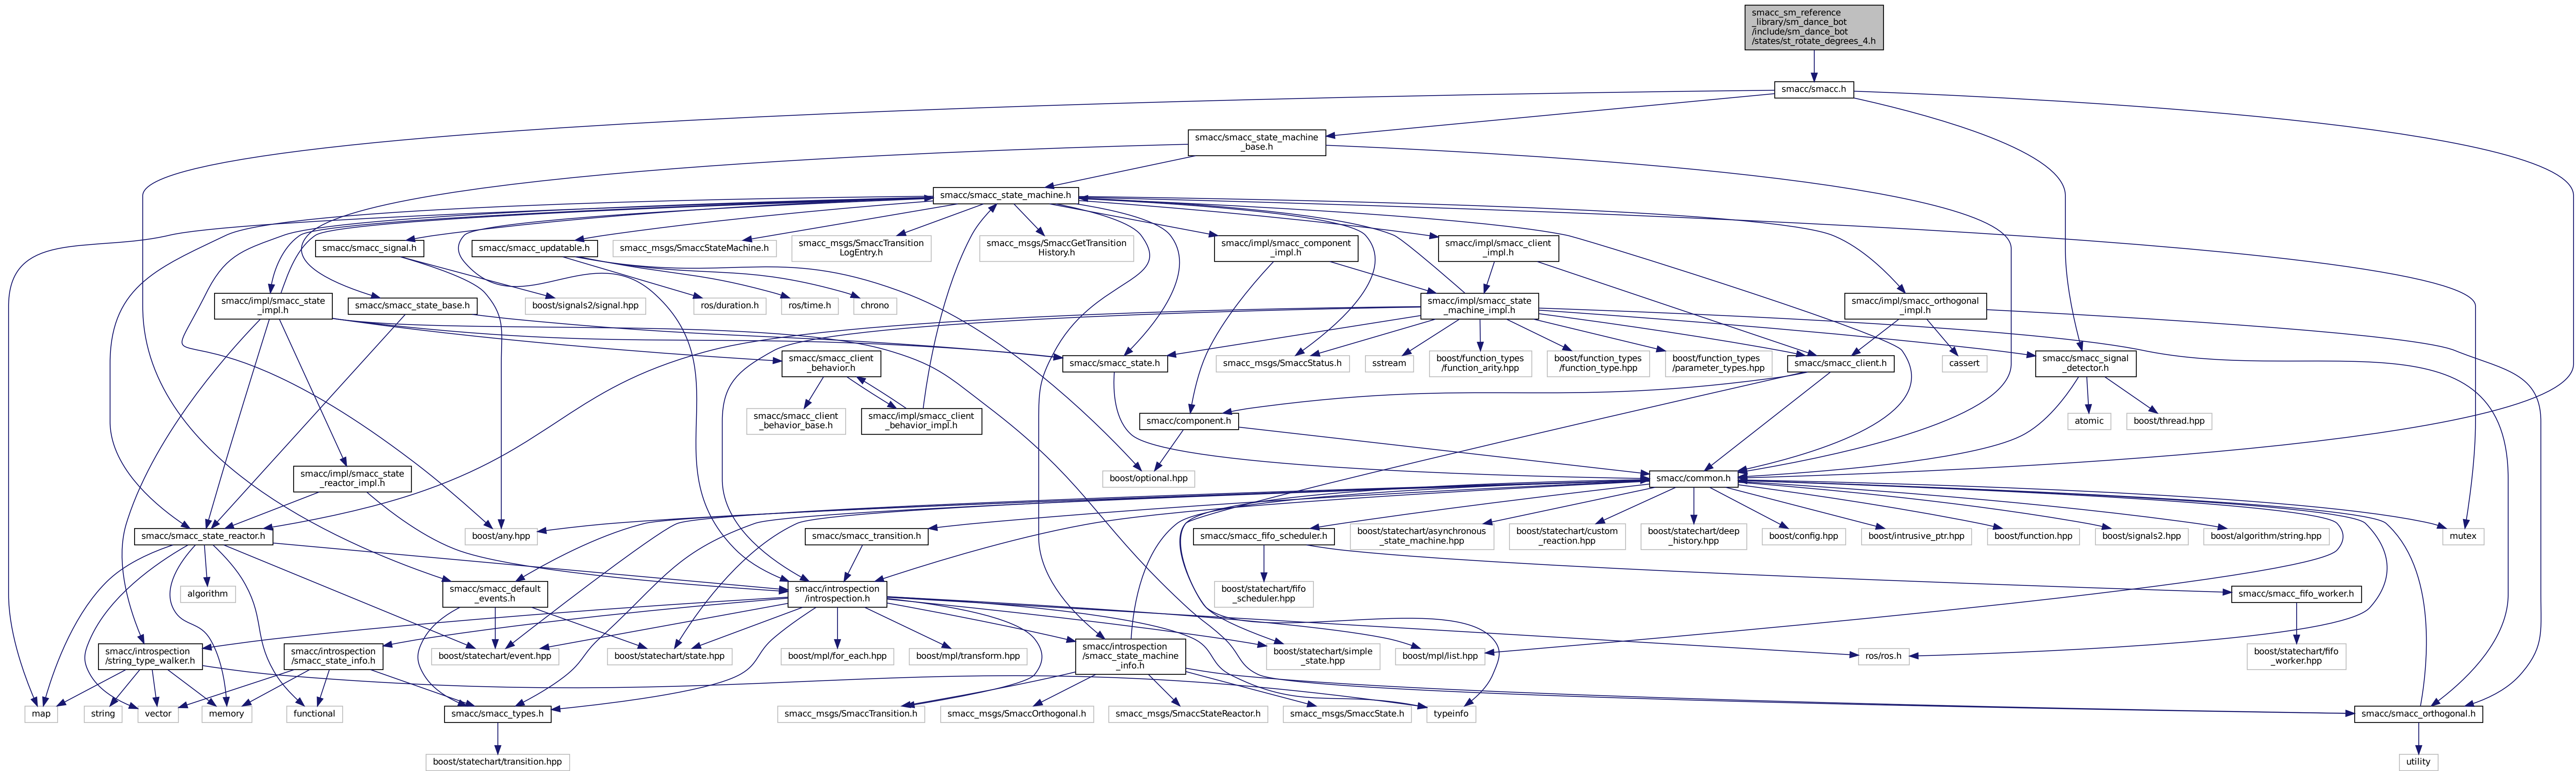 smacc_sm_reference
_library/sm_dance_bot
/include/sm_dance_bot
/states/st_rotate_degrees_4.h
smacc/smacc.h
smacc/smacc_state_machine
_base.h
smacc/smacc_state_machine.h
smacc/smacc_signal.h
smacc/smacc_updatable.h
smacc_msgs/SmaccStateMachine.h
smacc_msgs/SmaccTransition
LogEntry.h
smacc_msgs/SmaccGetTransition
History.h
smacc/impl/smacc_component
_impl.h
smacc/impl/smacc_client
_impl.h
smacc/impl/smacc_state
_impl.h
smacc/smacc_state_base.h
boost/signals2/signal.hpp
ros/duration.h
ros/time.h
chrono
smacc/impl/smacc_state
_machine_impl.h
smacc/impl/smacc_orthogonal
_impl.h
smacc/smacc_client
_behavior.h
smacc/smacc_state.h
smacc_msgs/SmaccStatus.h
sstream
boost/function_types
/function_arity.hpp
boost/function_types
/function_type.hpp
boost/function_types
/parameter_types.hpp
smacc/smacc_client.h
cassert
smacc/smacc_signal
_detector.h
smacc/smacc_client
_behavior_base.h
smacc/impl/smacc_client
_behavior_impl.h
smacc/component.h
atomic
boost/thread.hpp
smacc/impl/smacc_state
_reactor_impl.h
boost/optional.hpp
smacc/common.h
smacc/smacc_state_reactor.h
boost/any.hpp
smacc/smacc_transition.h
smacc/smacc_fifo_scheduler.h
boost/statechart/asynchronous
_state_machine.hpp
boost/statechart/custom
_reaction.hpp
boost/statechart/deep
_history.hpp
boost/config.hpp
boost/intrusive_ptr.hpp
boost/function.hpp
boost/signals2.hpp
boost/algorithm/string.hpp
mutex
algorithm
smacc/smacc_default
_events.h
smacc/introspection
/introspection.h
boost/statechart/fifo
_scheduler.hpp
smacc/smacc_fifo_worker.h
smacc/introspection
/string_type_walker.h
smacc/introspection
/smacc_state_info.h
boost/statechart/event.hpp
boost/statechart/state.hpp
boost/mpl/for_each.hpp
boost/mpl/transform.hpp
smacc/introspection
/smacc_state_machine
_info.h
boost/statechart/simple
_state.hpp
boost/mpl/list.hpp
ros/ros.h
boost/statechart/fifo
_worker.hpp
map
string
vector
memory
functional
smacc/smacc_types.h
smacc_msgs/SmaccTransition.h
smacc_msgs/SmaccOrthogonal.h
smacc_msgs/SmaccStateReactor.h
smacc_msgs/SmaccState.h
typeinfo
smacc/smacc_orthogonal.h
boost/statechart/transition.hpp
utility